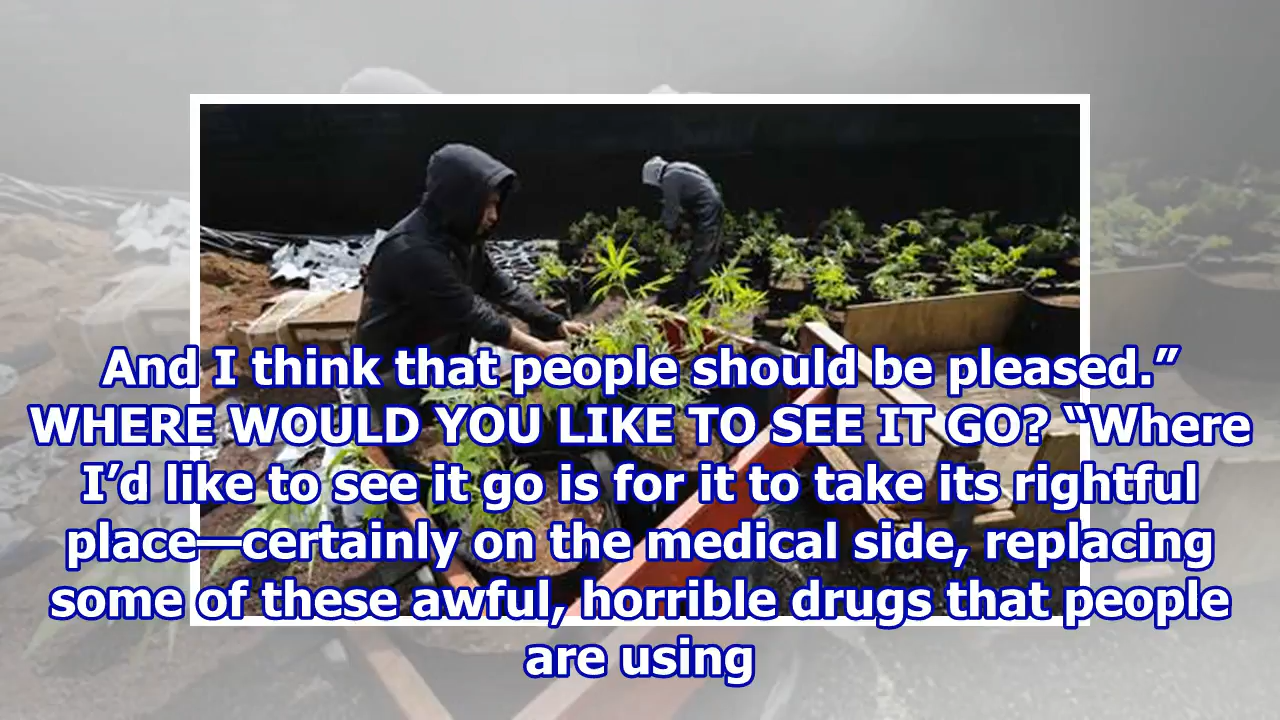 And I think that people should be pleased.”
WHERE WOULD YOU LIKE TO SEE IT GO? “Where
I’d like to see it go is for it to take its rightful
place—certainly on the medical side, replacing
some of these awful, horrible drugs that people
are using